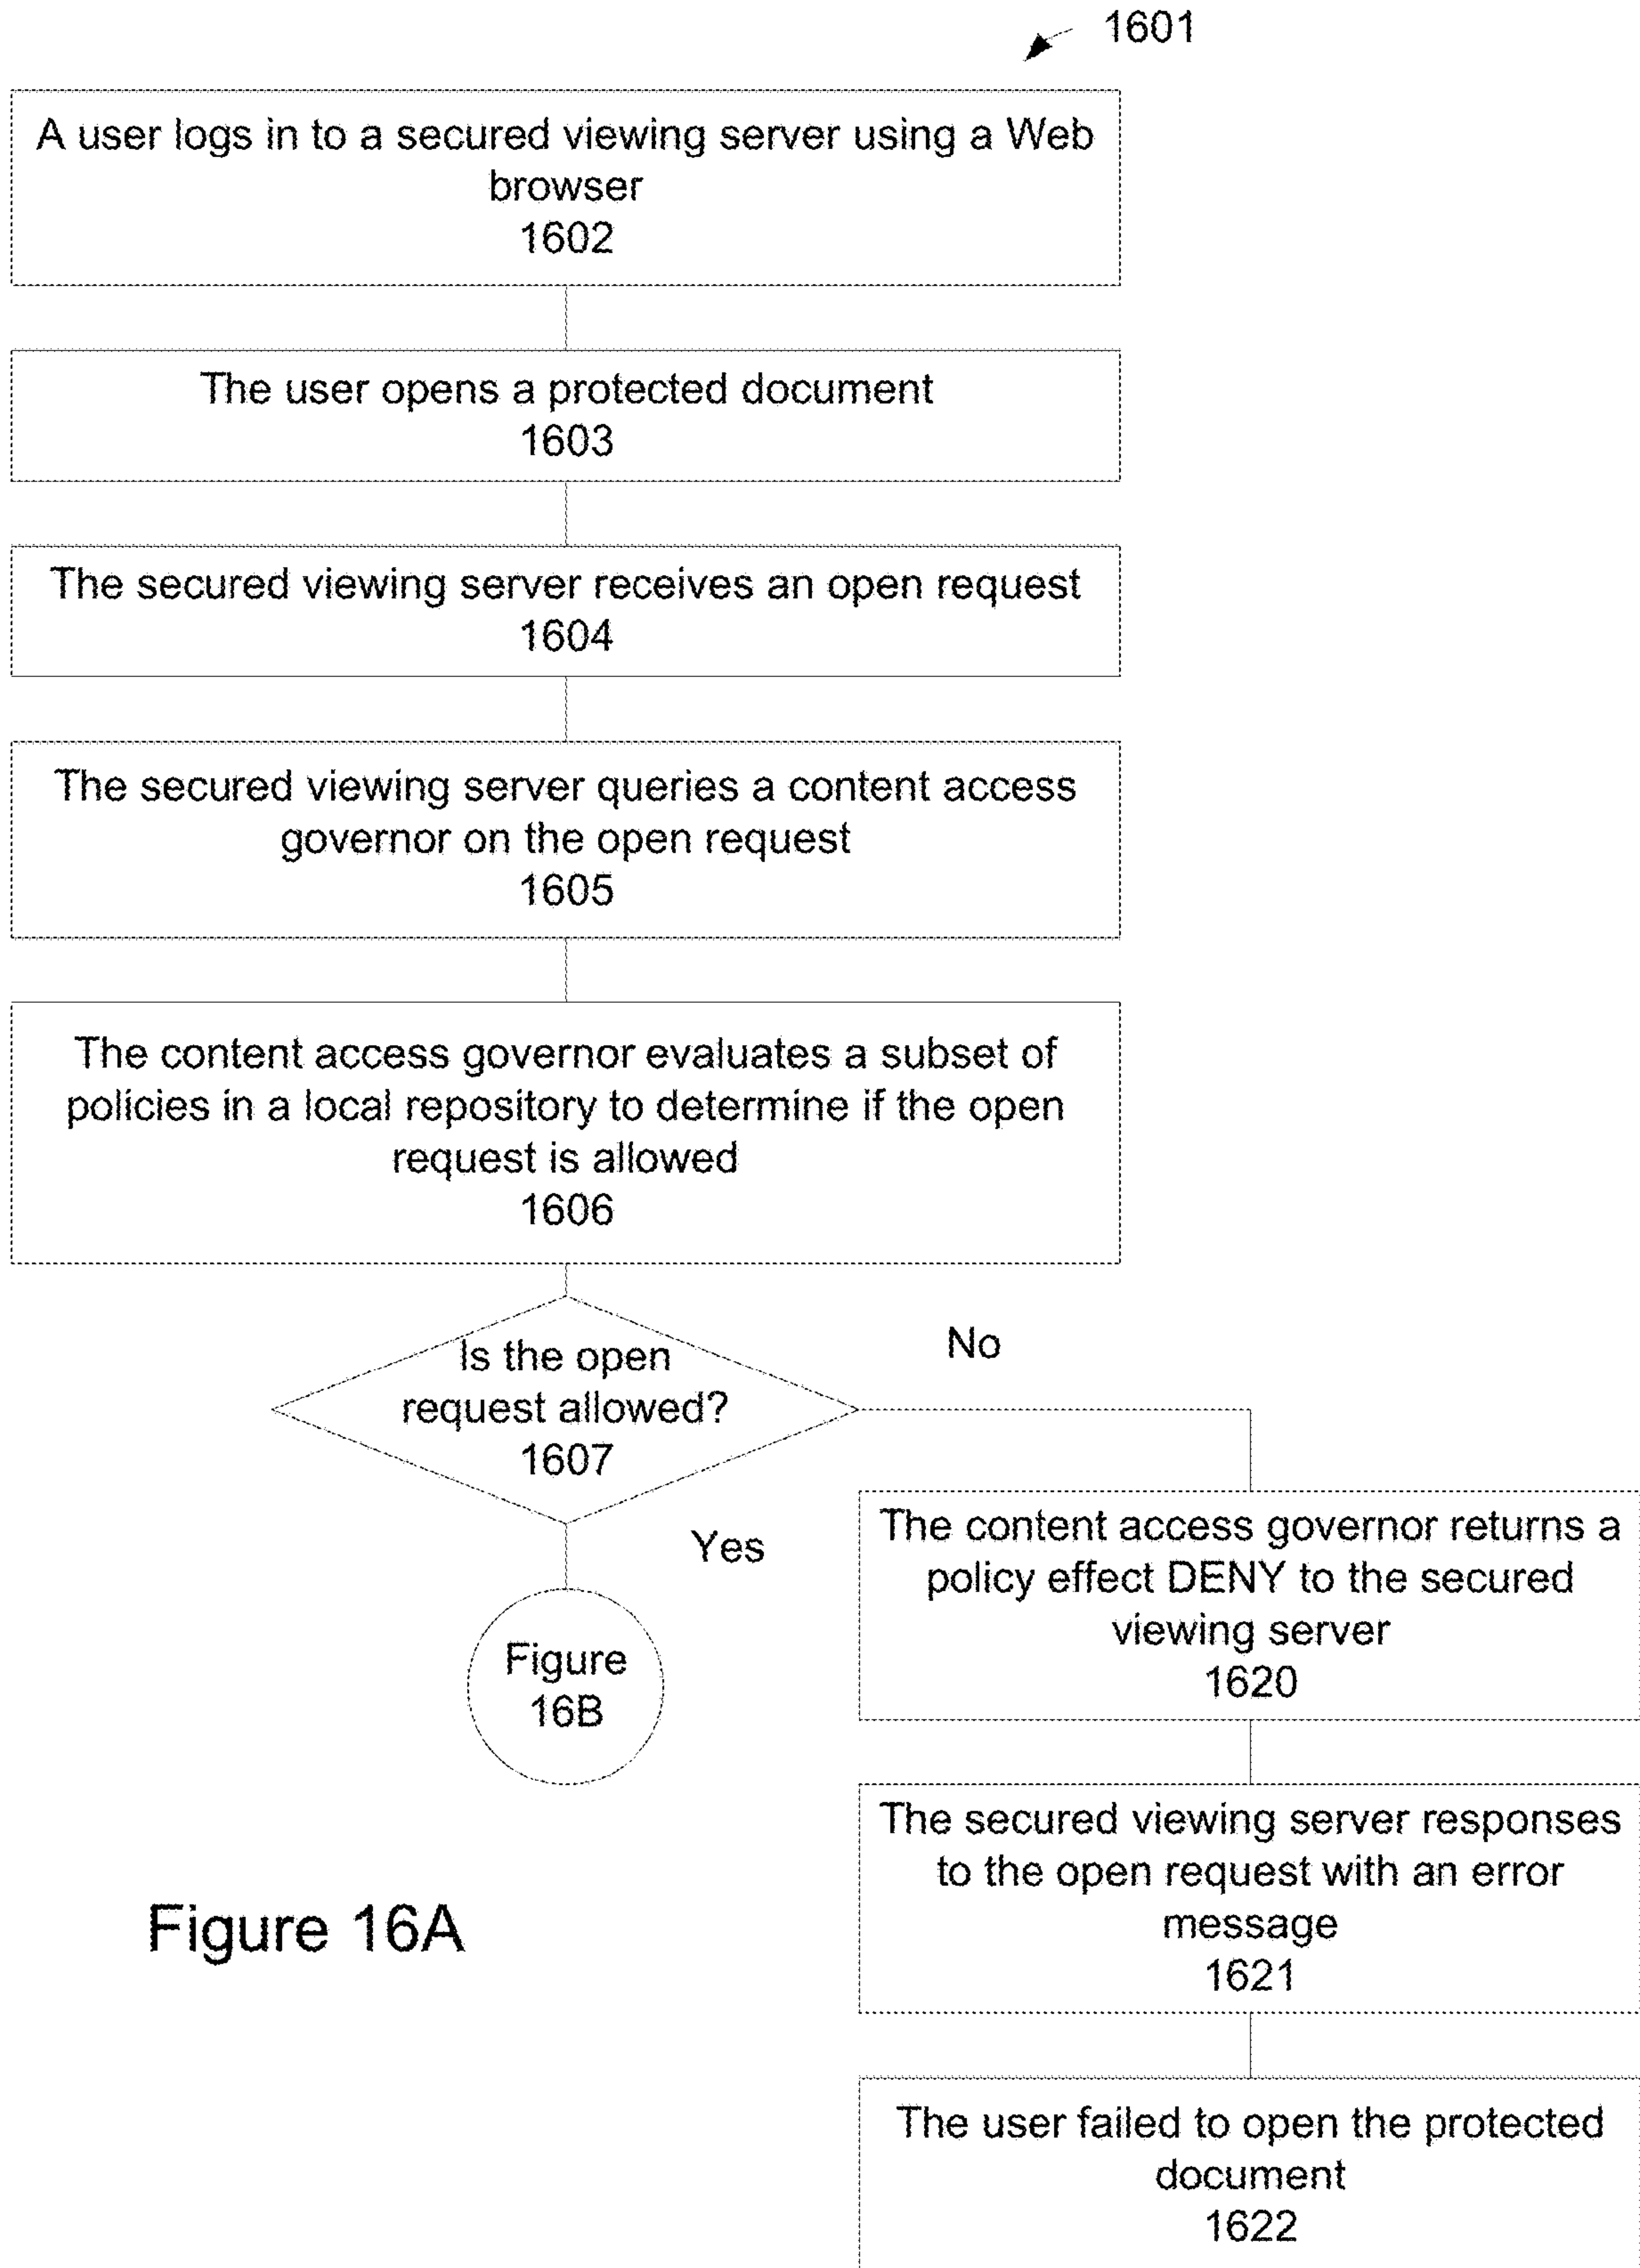 1601
A user logs in to a secured viewing server using a Web
browser
1602
The user opens a protected document
1603
The secured viewing server receives an open request
1604
The secured viewing server queries a content access
governor on the open request
1605
The content access governor evaluates a subset of
policies in a local repository to determine if the open
request is allowed
1606
Is the open
request allowed?
1607
No
Yes
Figure
16B
The content access governor returns a
policy effect DENY to the secured
viewing server
1620
The secured viewing server responses
to the open request with an error
message
1621
The user failed to open the protected
document
1622
Figure 16A